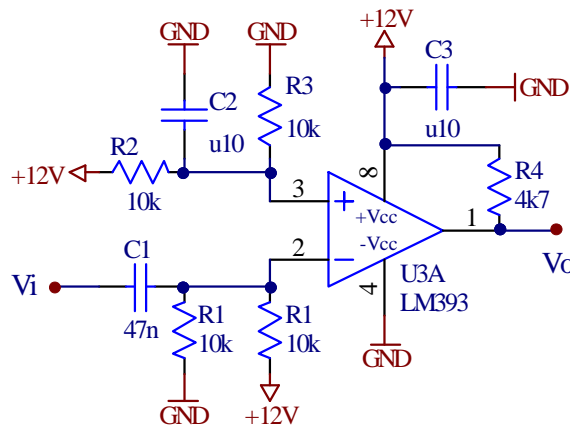 GND
GND
+12V
C3
C2
R3
GND
u10
10k
u10
R2
+12V
10k
3
8
+Vcc
-Vcc
R4
4k7
1
2
C1
Vi
47n
R1
10k
R1
10k
4
U3A
LM393
GND
GND
+12V